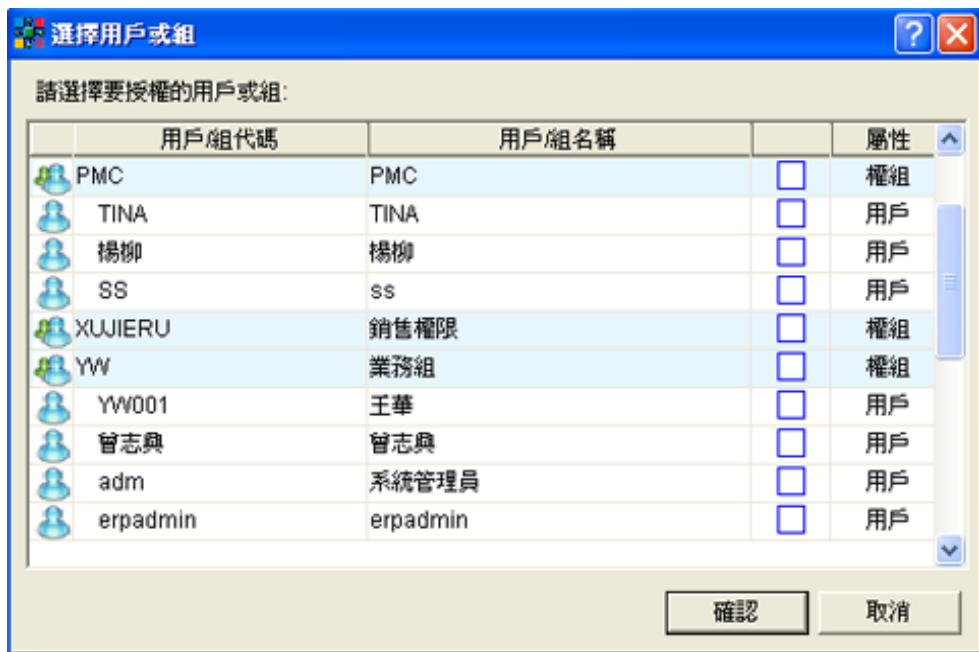 選擇用戶或組
請選擇要授權的用戶或組:
用戶/組代碼 用戶/組名稱 屬性
PMC PMC 權組
TINA TINA 用戶
楊柳 楊柳 用戶
SS ss 用戶
XUJIERU 銷售權限 權組
YW 業務組 權組
YW001 王華 用戶
曾志興 曾志興 用戶
adm 系統管理員 用戶
erpadmin erpadmin 用戶
確認 取消